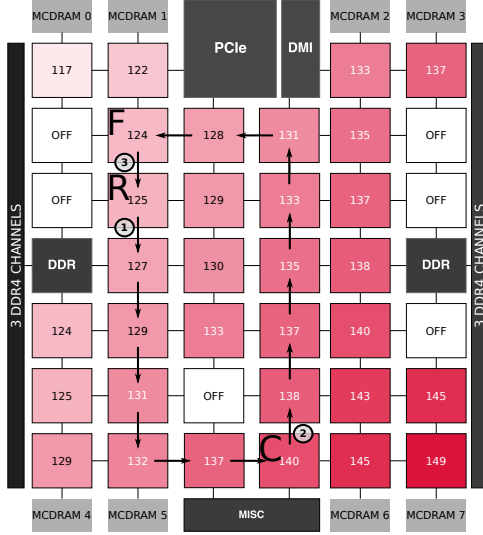 MCDRAM 0 MCDRAM 1 PCIe DMI MCDRAM 2 MCDRAM 3
117 122 133 137
OFF F 124 128 131 135 OFF
3
OFF R 125 129 133 137 OFF
1
DDR 127 130 135 138 DDR
124 129 133 137 140 OFF
125 131 OFF 138 143 145
2
129 132 137 C 140 145 149
MCDRAM 4 MCDRAM 5 MISC MCDRAM 6 MCDRAM 7
3 DDR4 CHANNELS
3 DDR4 CHANNELS